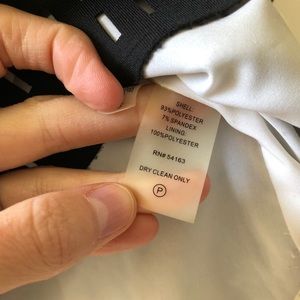 SHELL:
93%POLYESTER
7% SPANDEX
LINING:
100%POLYESTER
RN# 54163
DRY CLEAN ONLY
P